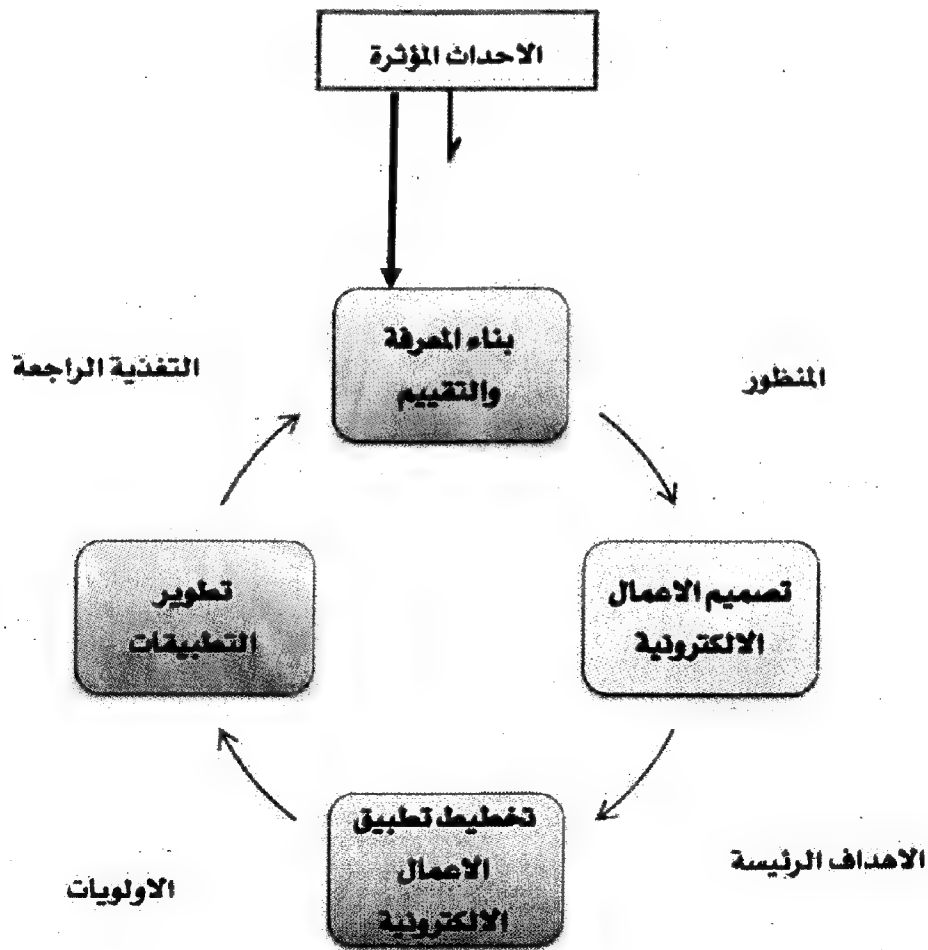 الاحداث المؤثرة
بناء المعرفة
والتقييم
المنظور
التغذية الراجعة
تصميم الاعمال
الالكترونية
تطوير
التطبيقات
تخطيط تطبيق
الاعمال
الالكترونية
الاهداف الرئيسة
الاولويات